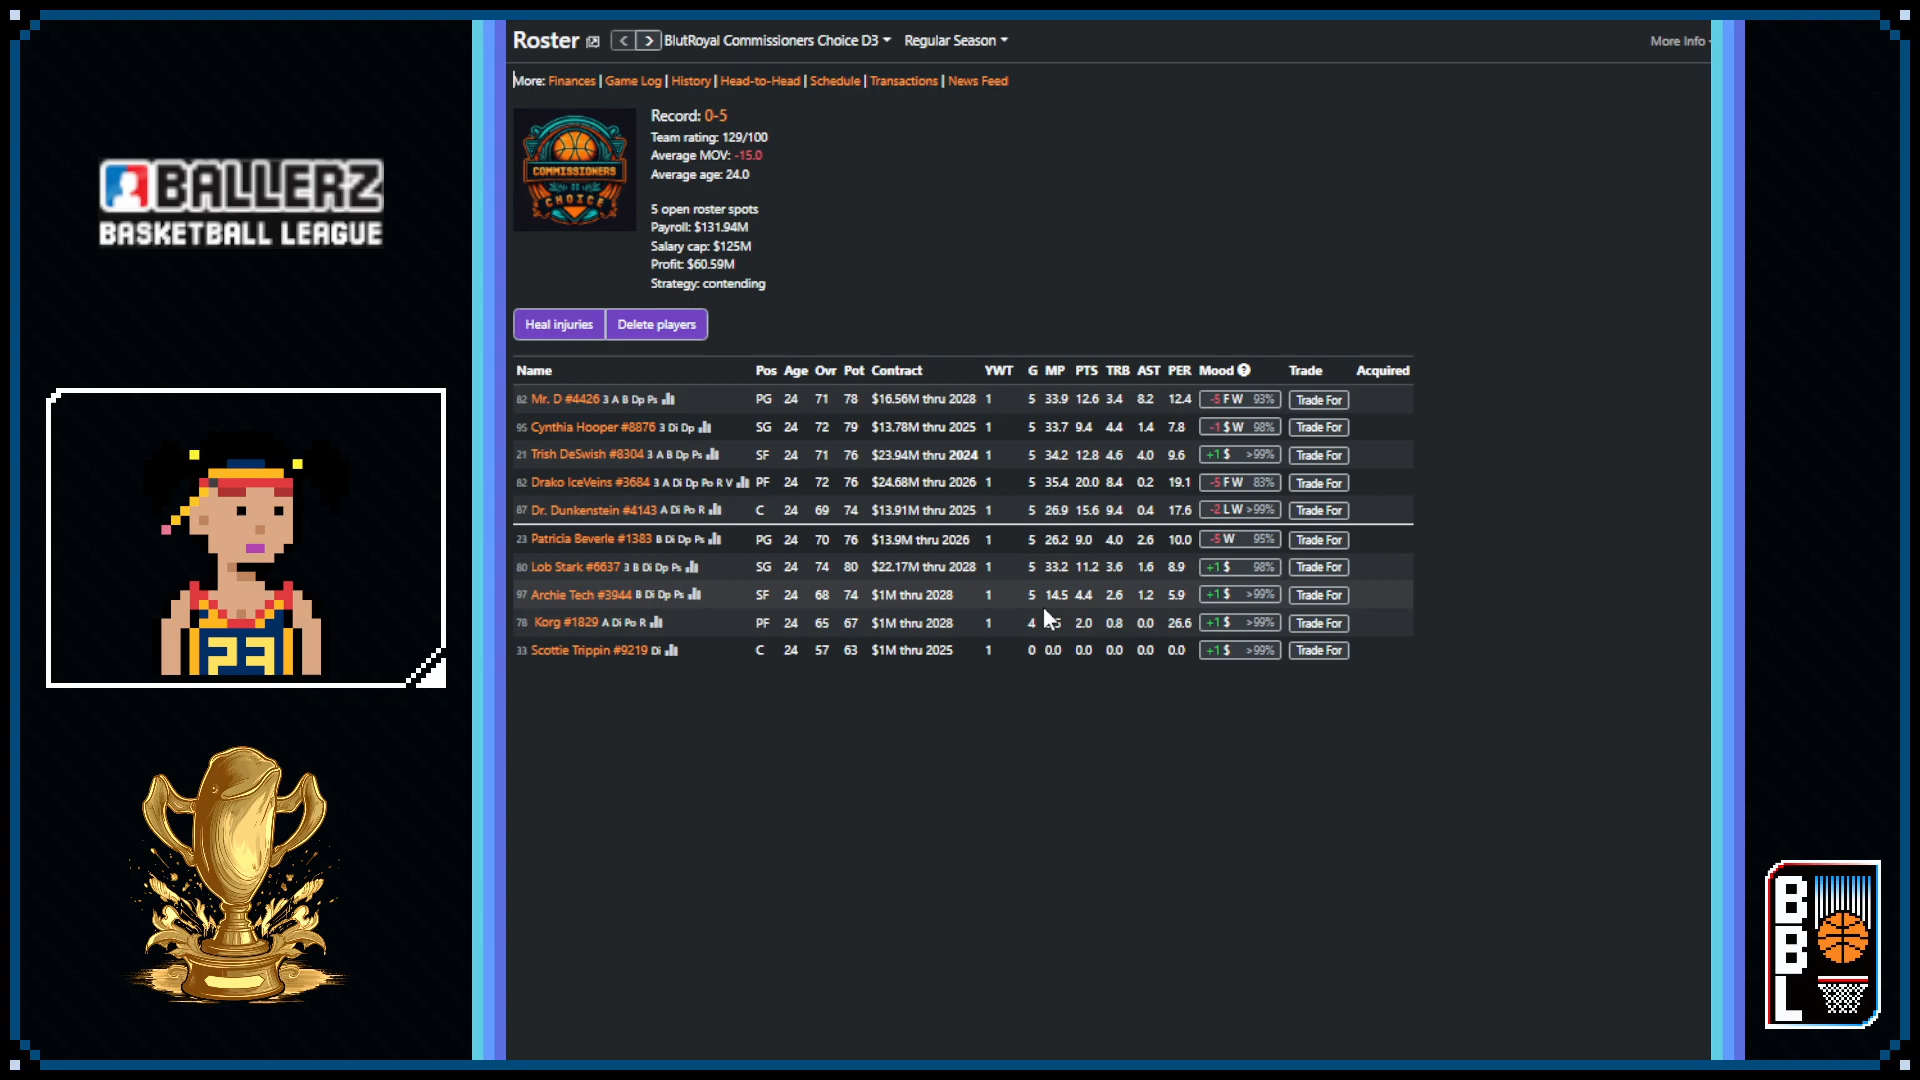 BALLERZ
BASKETBALL LEAGUE
23
Roster < > BlutRoyal Commissioners Choice D3 Regular Season More Info
More: Finances | Game Log | History | Head-to-Head | Schedule | Transactions | News Feed
COMMISSIONERS
CHOICE
Record: 0-5
Team rating: 129/100
Average MOV: -15.0
Average age: 24.0
5 open roster spots
Payroll: $131.94M
Salary cap: $125M
Profit: $60.59M
Strategy: contending
Heal injuries Delete players
Name Pos Age Ovr Pot Contract YWT G MP PTS TRB AST PER Mood ? Trade Acquired
82 Mr. D #4426 3 A B Dp Ps PG 24 71 78 $16.56M thru 2028 1 5 33.9 12.6 3.4 8.2 12.4 -5 F W 93% Trade For
95 Cynthia Hooper #8876 3 Di Dp SG 24 72 79 $13.78M thru 2025 1 5 33.7 9.4 4.4 1.4 7.8 -1 $ W 98% Trade For
21 Trish DeSwish #8304 3 A B Dp Ps SF 24 71 76 $23.94M thru 2024 1 5 34.2 12.8 4.6 4.0 9.6 +1 $ >99% Trade For
82 Drako IceVeins #3684 3 A Di Dp Po R V PF 24 72 76 $24.68M thru 2026 1 5 35.4 20.0 8.4 0.2 19.1 -5 F W 83% Trade For
87 Dr. Dunkenstein #4143 A Di Po R C 24 69 74 $13.91M thru 2025 1 5 26.9 15.6 9.4 0.4 17.6 -2 L W >99% Trade For
23 Patricia Beverle #1383 B Di Dp Ps PG 24 70 76 $13.9M thru 2026 1 5 26.2 9.0 4.0 2.6 10.0 -5 W 95% Trade For
80 Lob Stark #6637 3 B Di Dp Ps SG 24 74 80 $22.17M thru 2028 1 5 33.2 11.2 3.6 1.6 8.9 +1 $ 98% Trade For
97 Archie Tech #3944 B Di Dp Ps SF 24 68 74 $1M thru 2028 1 5 14.5 4.4 2.6 1.2 5.9 +1 $ >99% Trade For
78 Korg #1829 A Di Po R PF 24 65 67 $1M thru 2028 1 4 2.0 0.8 0.0 26.6 +1 $ >99% Trade For
33 Scottie Trippin #9219 Di C 24 57 63 $1M thru 2025 1 0 0.0 0.0 0.0 0.0 0.0 +1 $ >99% Trade For
BBL